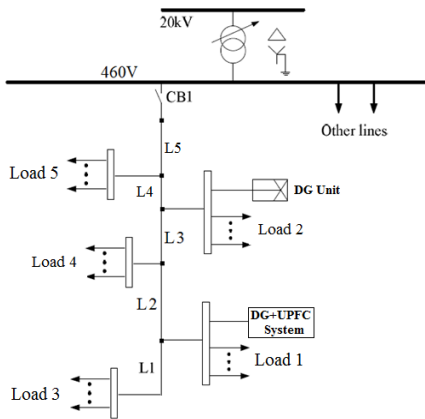 20kV
460V
CB1
Other lines
L5
Load 5
L4
DG Unit
Load 2
L3
Load 4
L2
DG+UPFC
System
Load 1
L1
Load 3